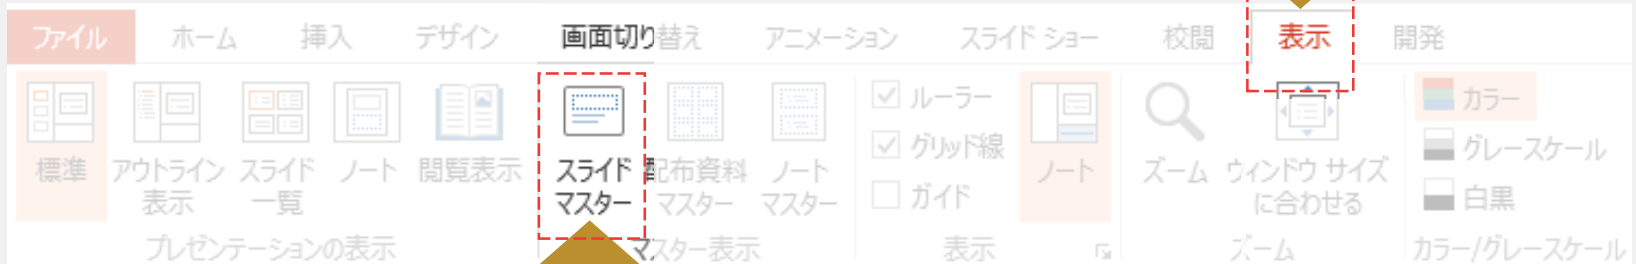 ファイル ホーム 挿入 デザイン 画面切り替え アニメーション スライド ショー 校閲 表示 開発
標準
アウトライン
表示
スライド
一覧
ノート
閲覧表示
スライド
マスター
配布資料
マスター
ノート
マスター
ルーラー
グリッド線
ガイド
ノート
ズーム
ウィンドウ サイズ
に合わせる
カラー
グレースケール
白黒
プレゼンテーションの表示 マスター表示 表示 ズーム カラー/グレースケール